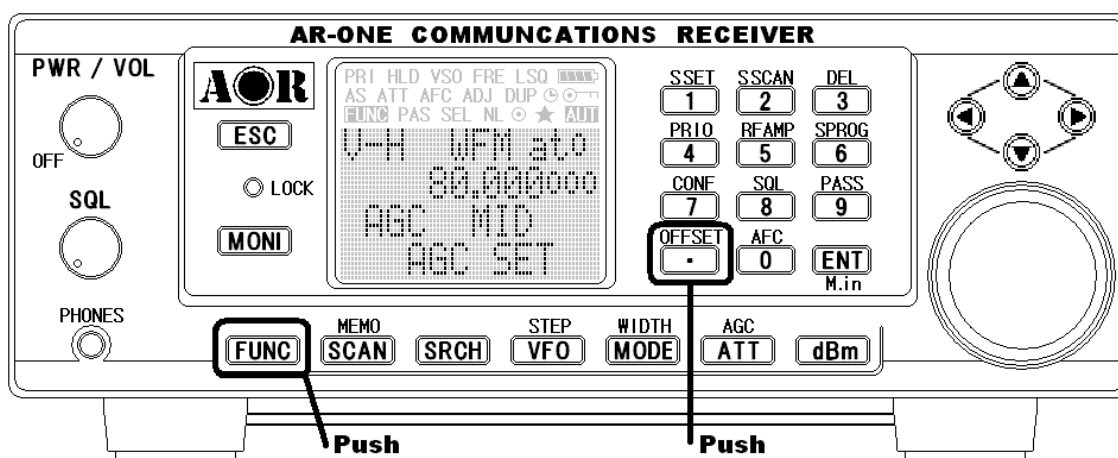 AR-ONE COMMUNCATIONS RECEIVER
PWR / VOL
OFF
SQL
PHONES
AOR
ESC
LOCK
MONI
PRI HLD VSO FRE LSQ
AS ATT AFC ADJ DUP
FUNC PAS SEL NL ★ AUT
V-H WFM ato
80.000000
AGC MID
AGC SET
SSET SSCAN DEL
1 2 3
PRIO RFAMP SPROG
4 5 6
CONF SQL PASS
7 8 9
OFFSET AFC
. 0 ENT
M.in
MEMO STEP WIDTH AGC
FUNC SCAN SRCH VFO MODE ATT dBm
Push Push